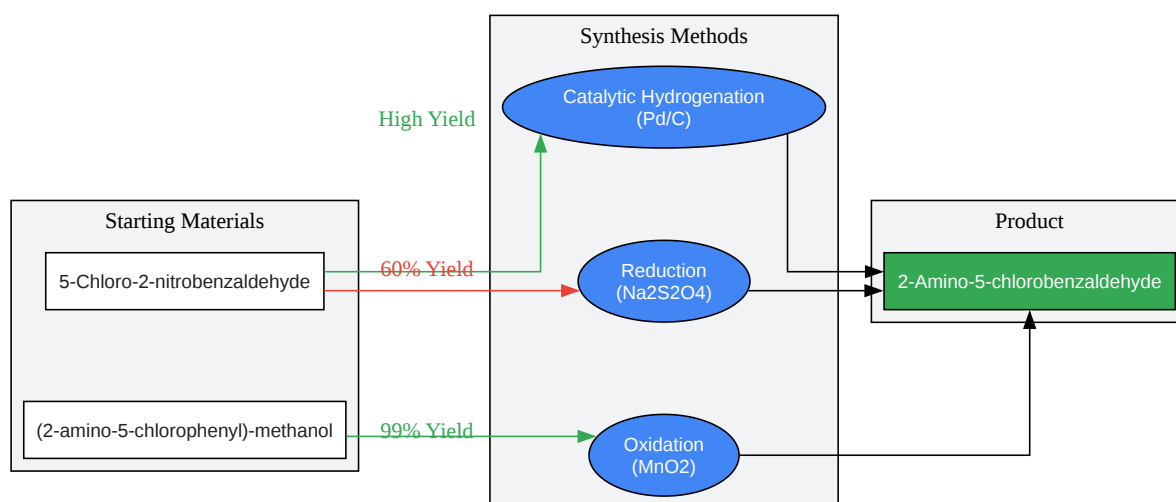 Synthesis Methods
Catalytic Hydrogenation
(Pd/C)
High Yield
Starting Materials
Product
5-Chloro-2-nitrobenzaldehyde
60% Yield
Reduction
(Na2S2O4)
2-Amino-5-chlorobenzaldehyde
(2-amino-5-chlorophenyl)-methanol
99% Yield
Oxidation
(MnO2)